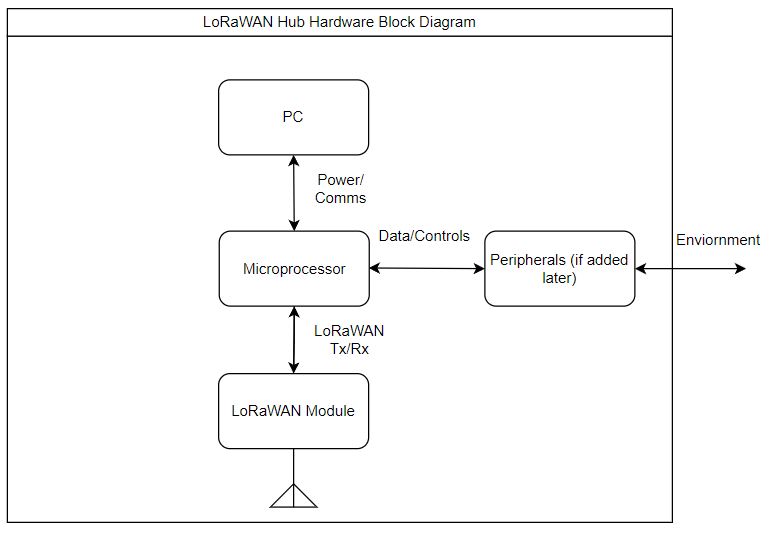 LoRaWAN Hub Hardware Block Diagram
PC
Power/
Comms
Data/Controls
Enviornment
Microprocessor
Peripherals (if added
later)
LoRaWAN
Tx/Rx
LoRaWAN Module